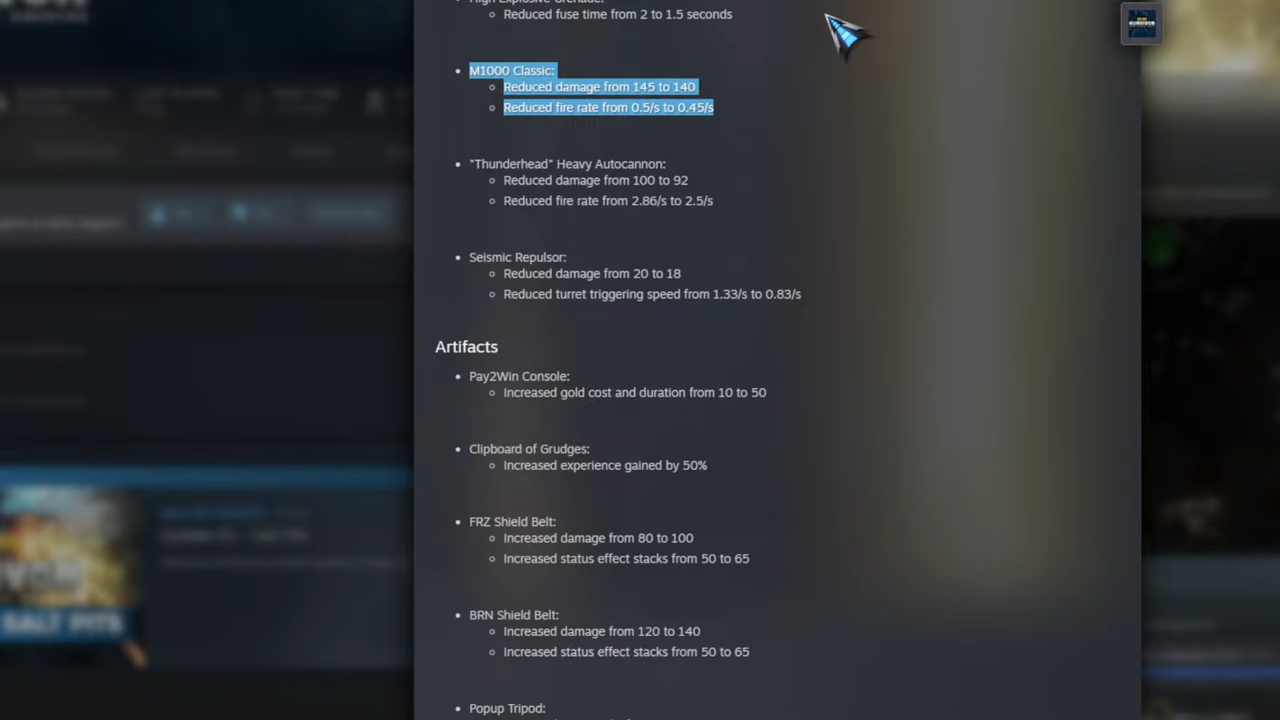 High Explosive Grenade:
Reduced fuse time from 2 to 1.5 seconds
M1000 Classic:
Reduced damage from 145 to 140
Reduced fire rate from 0.5/s to 0.45/s
"Thunderhead" Heavy Autocannon:
Reduced damage from 100 to 92
Reduced fire rate from 2.86/s to 2.5/s
Seismic Repulsor:
Reduced damage from 20 to 18
Reduced turret triggering speed from 1.33/s to 0.83/s
Artifacts
Pay2Win Console:
Increased gold cost and duration from 10 to 50
Clipboard of Grudges:
Increased experience gained by 50%
FRZ Shield Belt:
Increased damage from 80 to 100
Increased status effect stacks from 50 to 65
BRN Shield Belt:
Increased damage from 120 to 140
Increased status effect stacks from 50 to 65
SALT PITS
Popup Tripod: